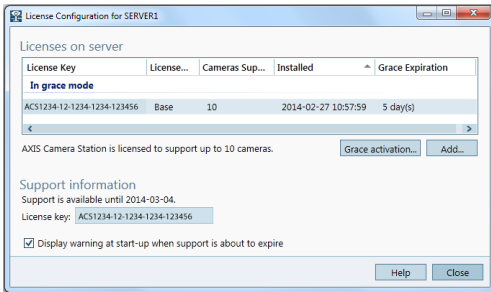 License Configuration for SERVER1
Licenses on server
License Key License... Cameras Sup... Installed Grace Expiration
In grace mode
ACS1234-12-1234-1234-123456 Base 10 2014-02-27 10:57:59 5 day(s)
AXIS Camera Station is licensed to support up to 10 cameras. Grace activation... Add...
Support information
Support is available until 2014-03-04.
License key: ACS1234-12-1234-1234-123456
Display warning at start-up when support is about to expire
Help Close